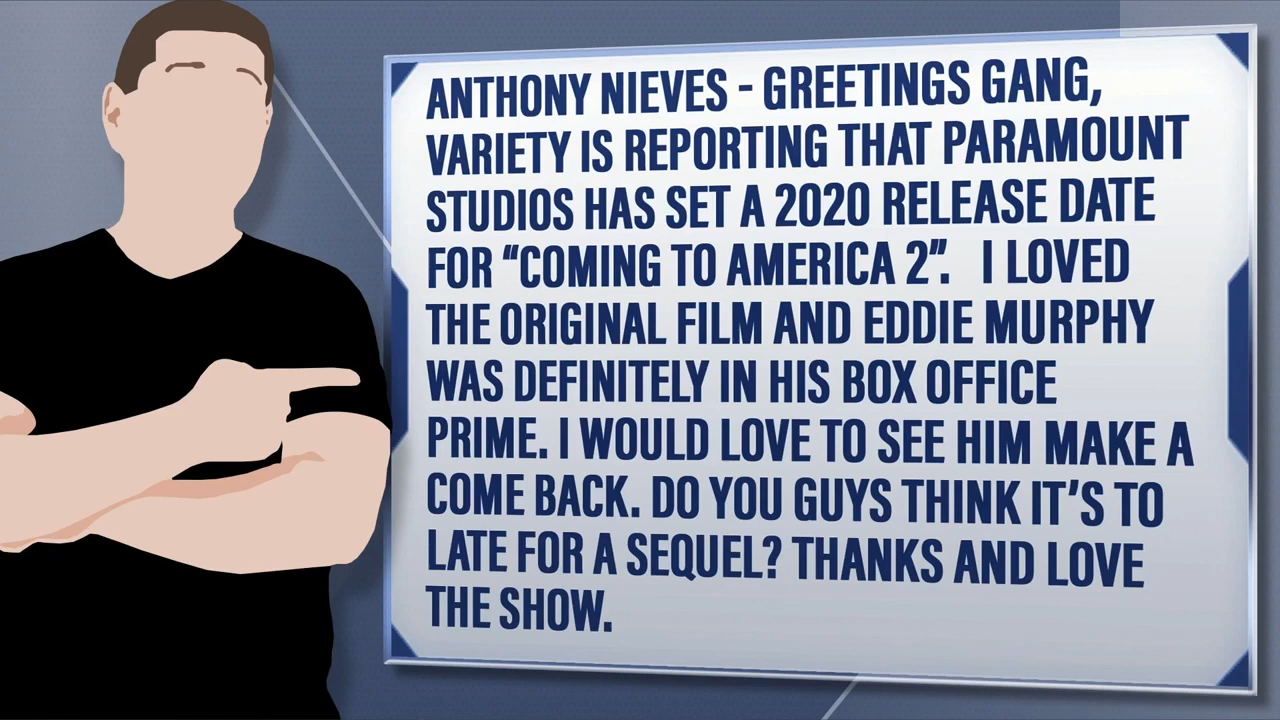 ANTHONY NIEVES - GREETINGS GANG,
VARIETY IS REPORTING THAT PARAMOUNT
STUDIOS HAS SET A 2020 RELEASE DATE
FOR “COMING TO AMERICA 2”. I LOVED
THE ORIGINAL FILM AND EDDIE MURPHY
WAS DEFINITELY IN HIS BOX OFFICE
PRIME. I WOULD LOVE TO SEE HIM MAKE A
COME BACK. DO YOU GUYS THINK IT’S TO
LATE FOR A SEQUEL? THANKS AND LOVE
THE SHOW.